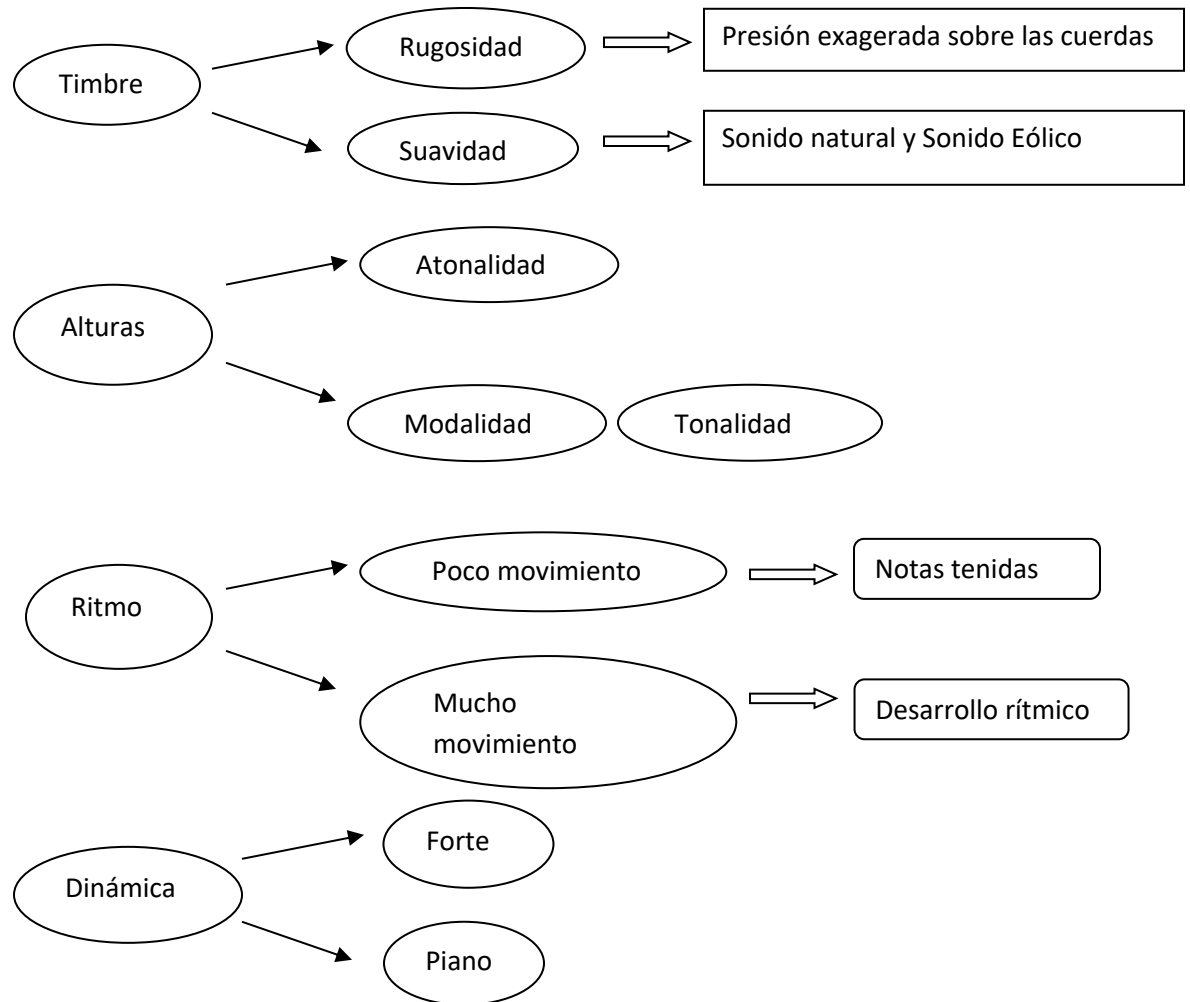 Rugosidad
Presión exagerada sobre las cuerdas
Timbre
Suavidad
Sonido natural y Sonido Eólico
Atonalidad
Alturas
Modalidad
Tonalidad
Poco movimiento
Notas tenidas
Ritmo
Mucho
movimiento
Desarrollo rítmico
Forte
Dinámica
Piano